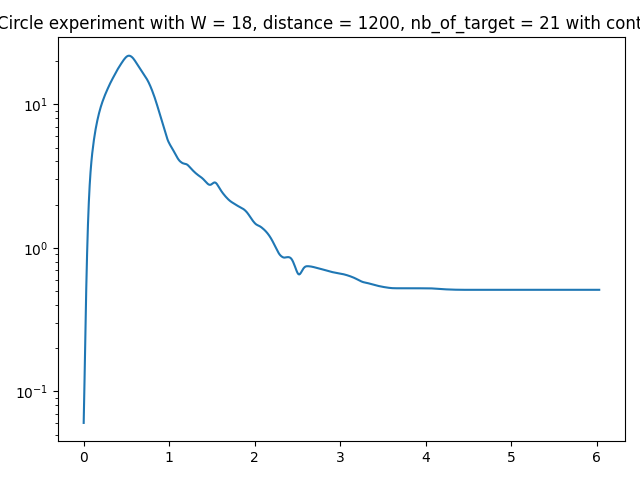 Circle experiment with W = 18, distance = 1200, nb_of_target = 21 with cont
10¹
10⁰
10⁻¹
0 1 2 3 4 5 6